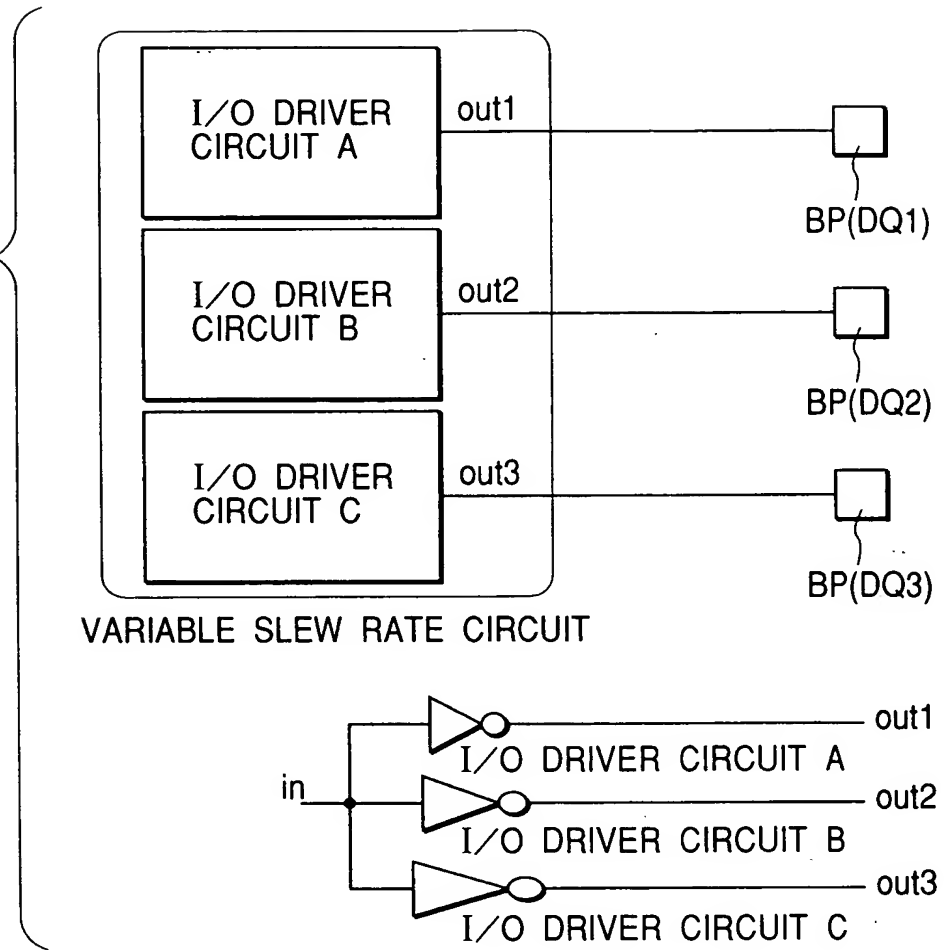 I/O DRIVER
CIRCUIT A
out1
BP(DQ1)
I/O DRIVER
CIRCUIT B
out2
BP(DQ2)
I/O DRIVER
CIRCUIT C
out3
BP(DQ3)
VARIABLE SLEW RATE CIRCUIT
in
out1
I/O DRIVER CIRCUIT A
out2
I/O DRIVER CIRCUIT B
out3
I/O DRIVER CIRCUIT C